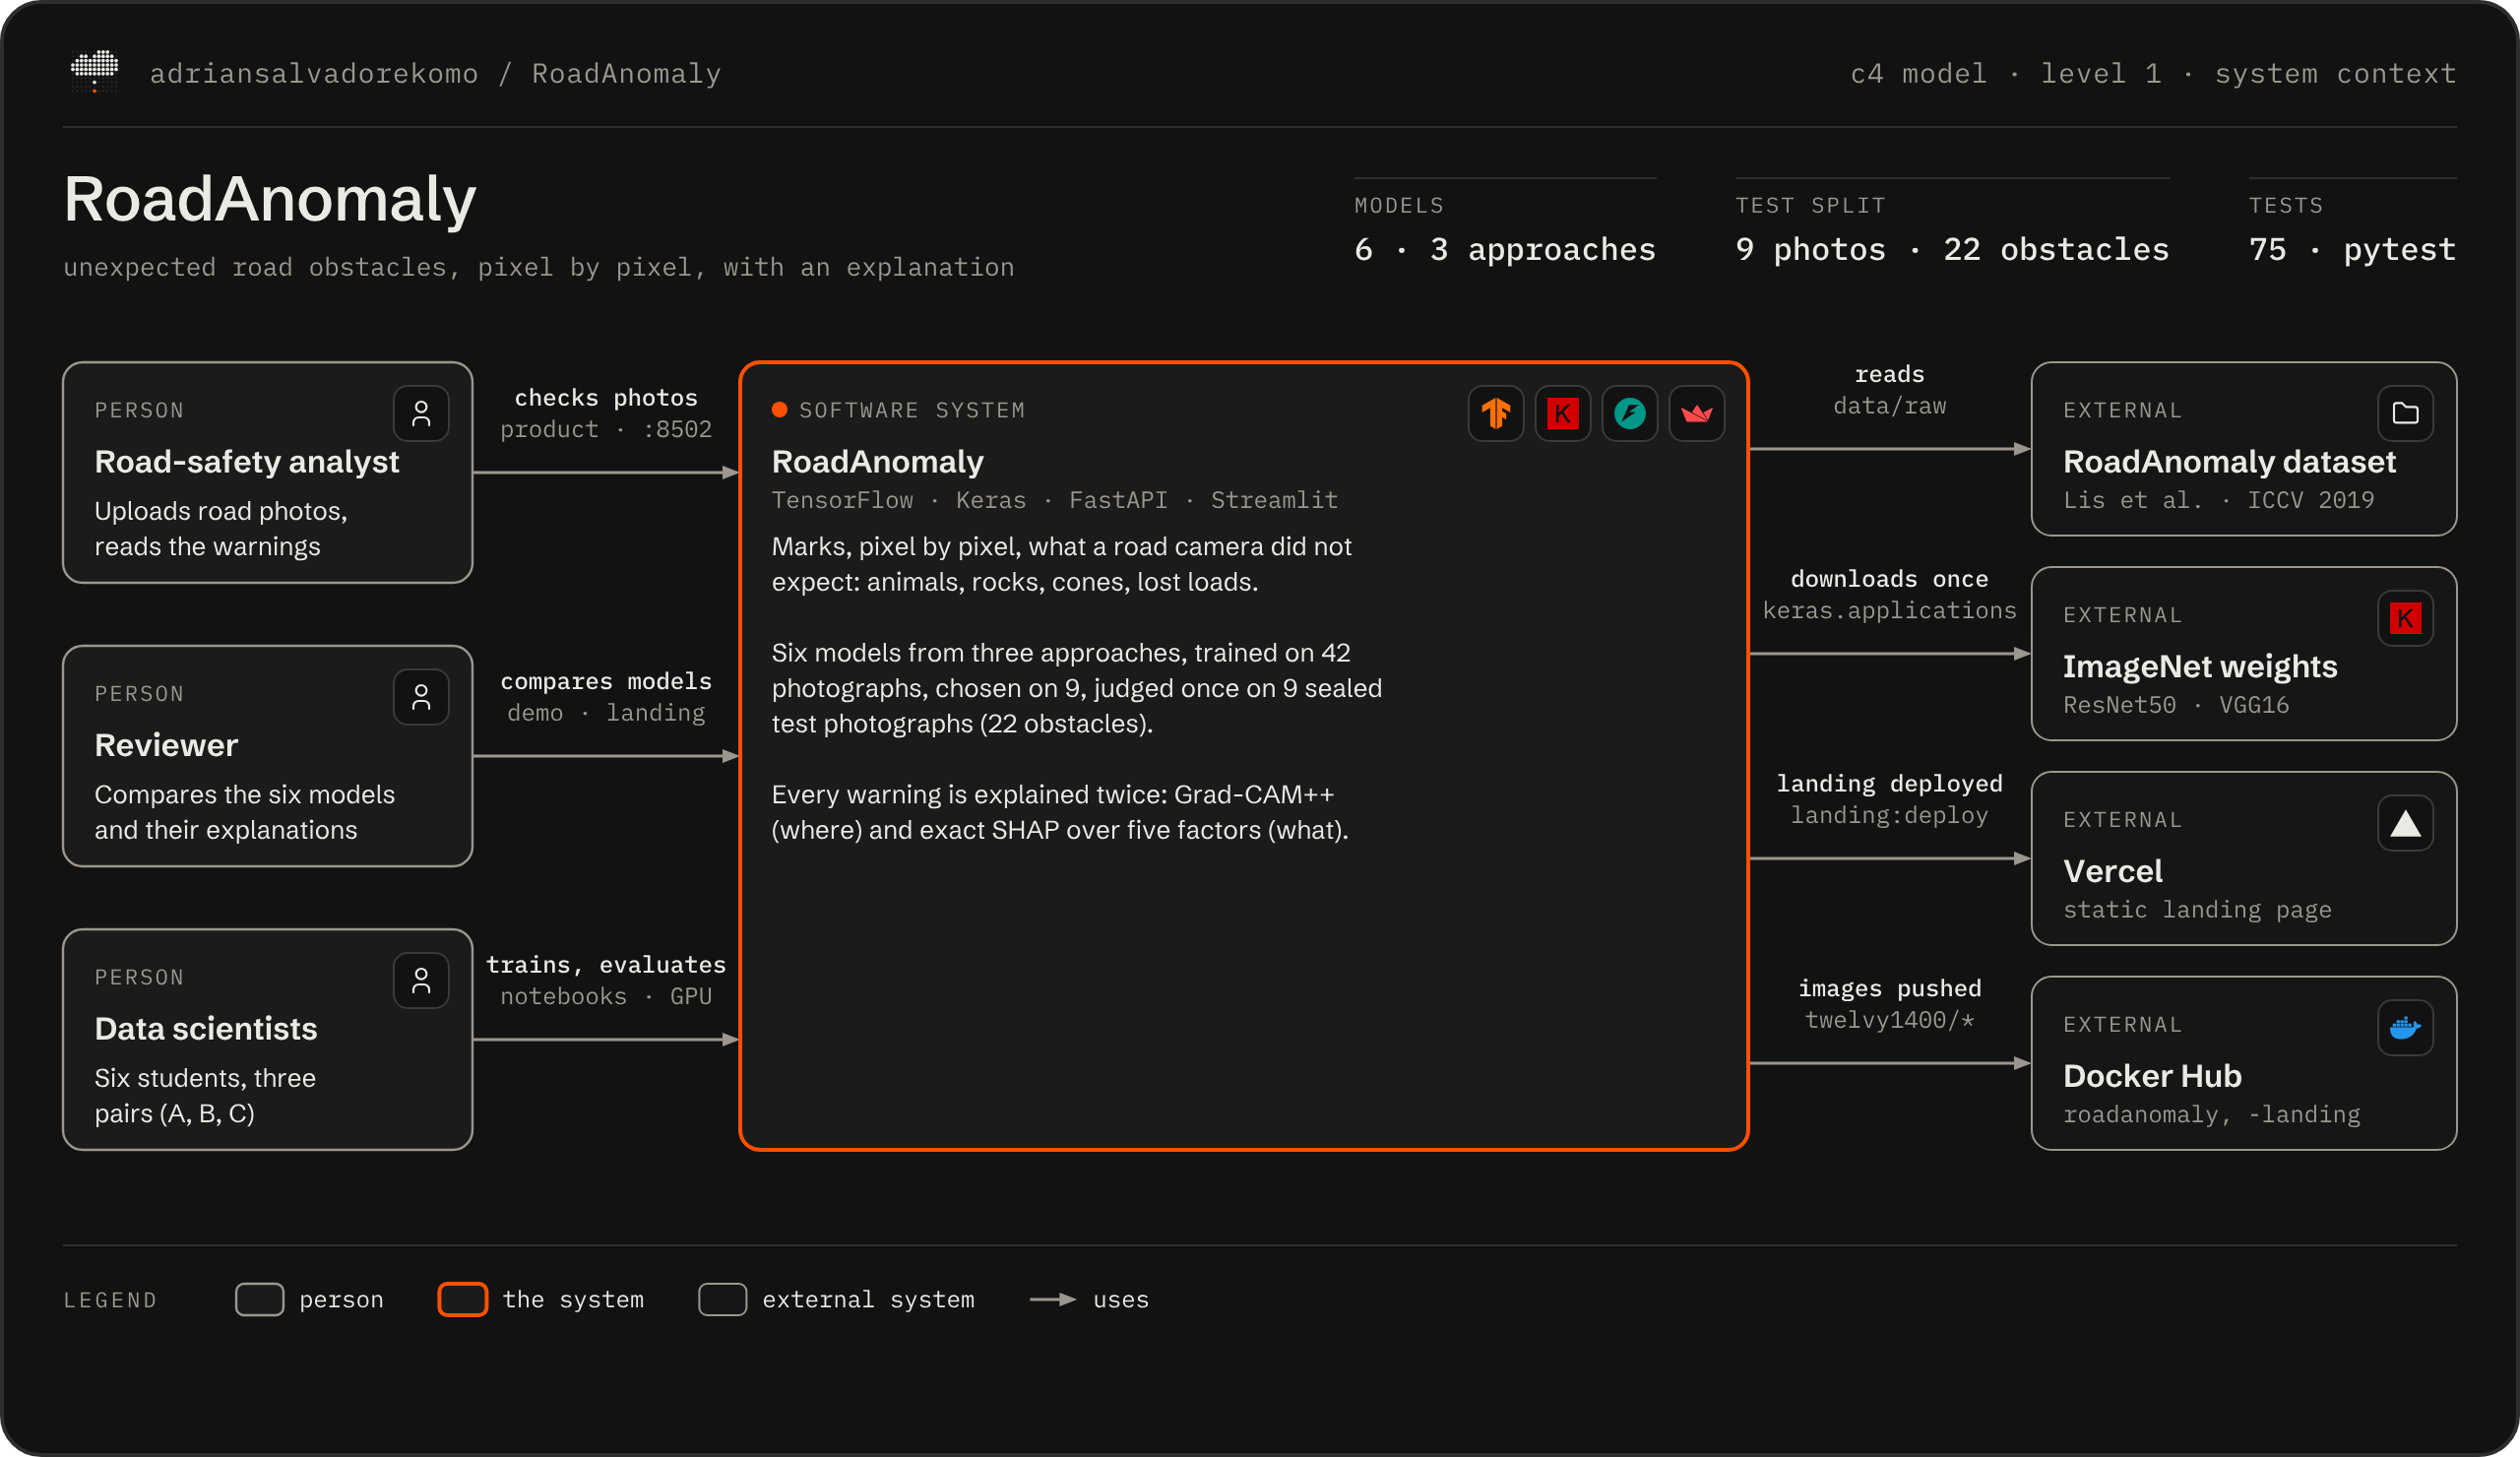 adriansalvadorekomo / RoadAnomaly
c4 model · level 1 · system context
RoadAnomaly
unexpected road obstacles, pixel by pixel, with an explanation
MODELS
6 · 3 approaches
TEST SPLIT
9 photos · 22 obstacles
TESTS
75 · pytest
PERSON
Road-safety analyst
Uploads road photos,
reads the warnings
checks photos
product · :8502
PERSON
Reviewer
Compares the six models
and their explanations
compares models
demo · landing
PERSON
Data scientists
Six students, three
pairs (A, B, C)
trains, evaluates
notebooks · GPU
SOFTWARE SYSTEM
RoadAnomaly
TensorFlow · Keras · FastAPI · Streamlit
Marks, pixel by pixel, what a road camera did not
expect: animals, rocks, cones, lost loads.
Six models from three approaches, trained on 42
photographs, chosen on 9, judged once on 9 sealed
test photographs (22 obstacles).
Every warning is explained twice: Grad-CAM++
(where) and exact SHAP over five factors (what).
K
reads
data/raw
EXTERNAL
RoadAnomaly dataset
Lis et al. · ICCV 2019
downloads once
keras.applications
EXTERNAL
K
ImageNet weights
ResNet50 · VGG16
landing deployed
landing:deploy
EXTERNAL
Vercel
static landing page
images pushed
twelvy1400/*
EXTERNAL
Docker Hub
roadanomaly, -landing
LEGEND
person
the system
external system
uses